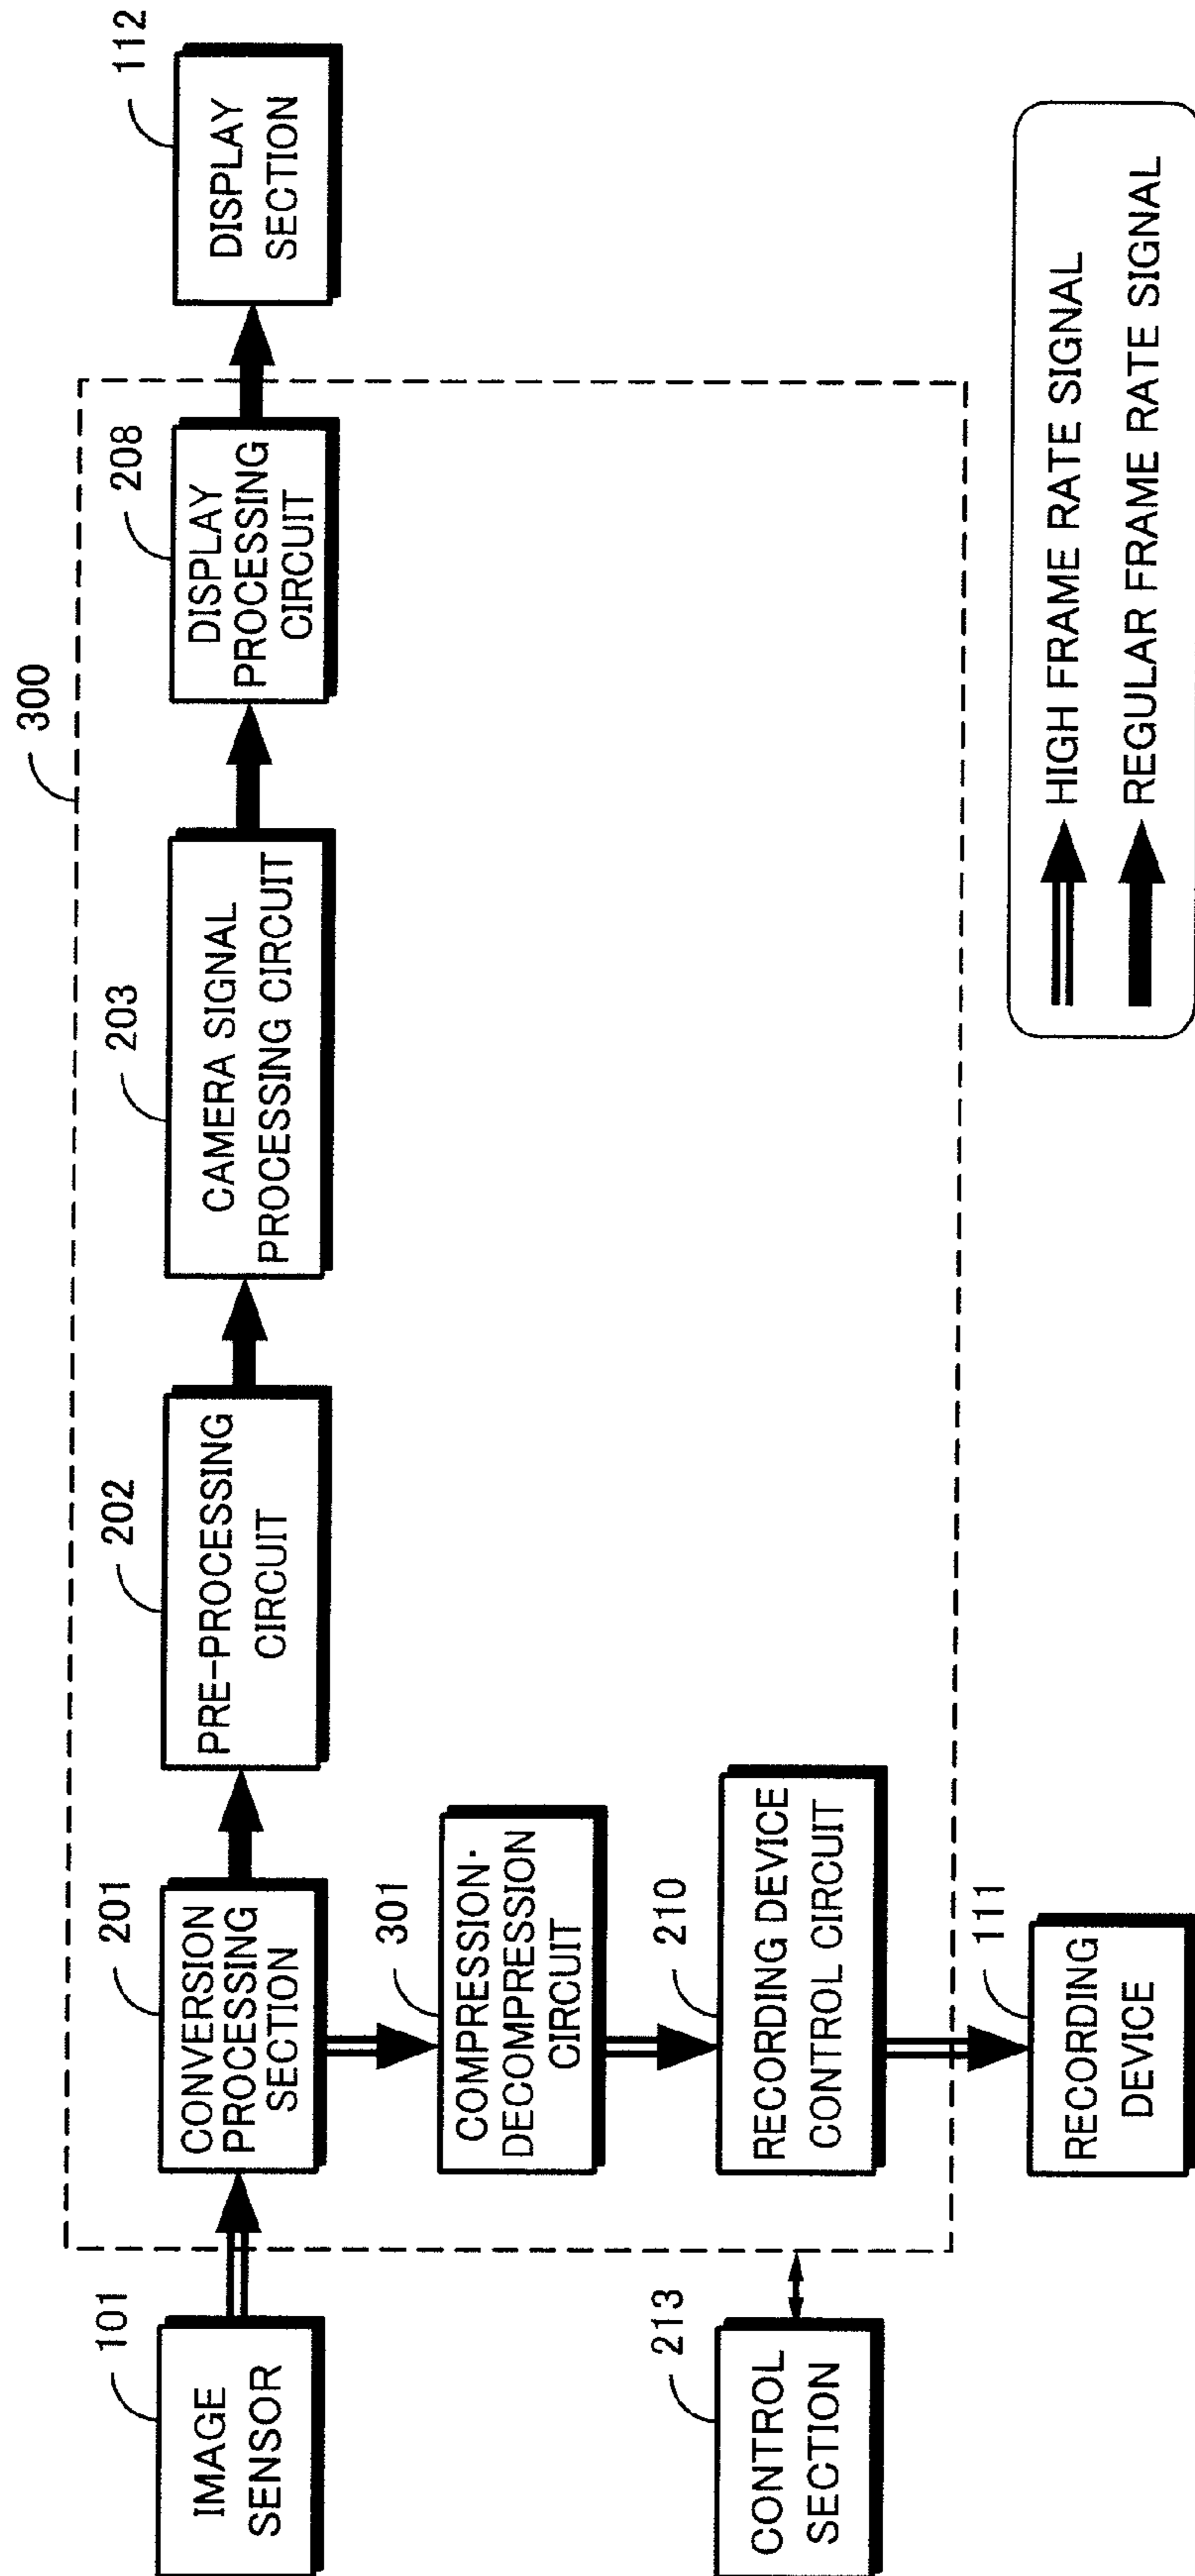 300
101
IMAGE
SENSOR
201
CONVERSION
PROCESSING
SECTION
202
PRE-PROCESSING
CIRCUIT
203
CAMERA SIGNAL
PROCESSING CIRCUIT
208
DISPLAY
PROCESSING
CIRCUIT
112
DISPLAY
SECTION
301
COMPRESSION·
DECOMPRESSION
CIRCUIT
213
CONTROL
SECTION
210
RECORDING DEVICE
CONTROL CIRCUIT
111
RECORDING
DEVICE
HIGH FRAME RATE SIGNAL
REGULAR FRAME RATE SIGNAL